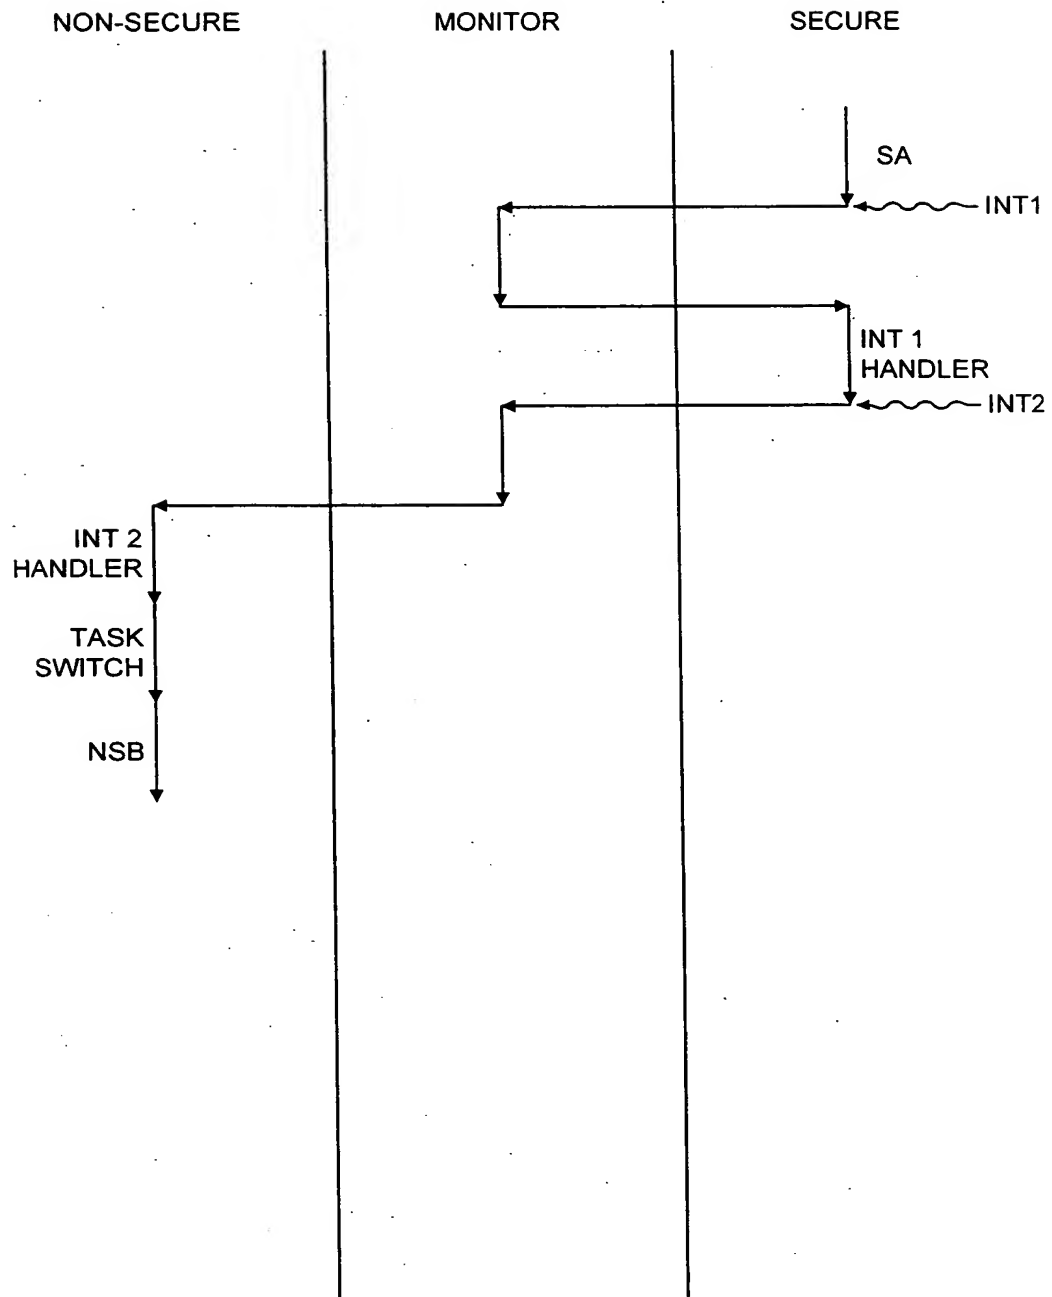 NON-SECURE
MONITOR
SECURE
SA
INT1
INT 1
HANDLER
INT2
INT 2
HANDLER
TASK
SWITCH
NSB